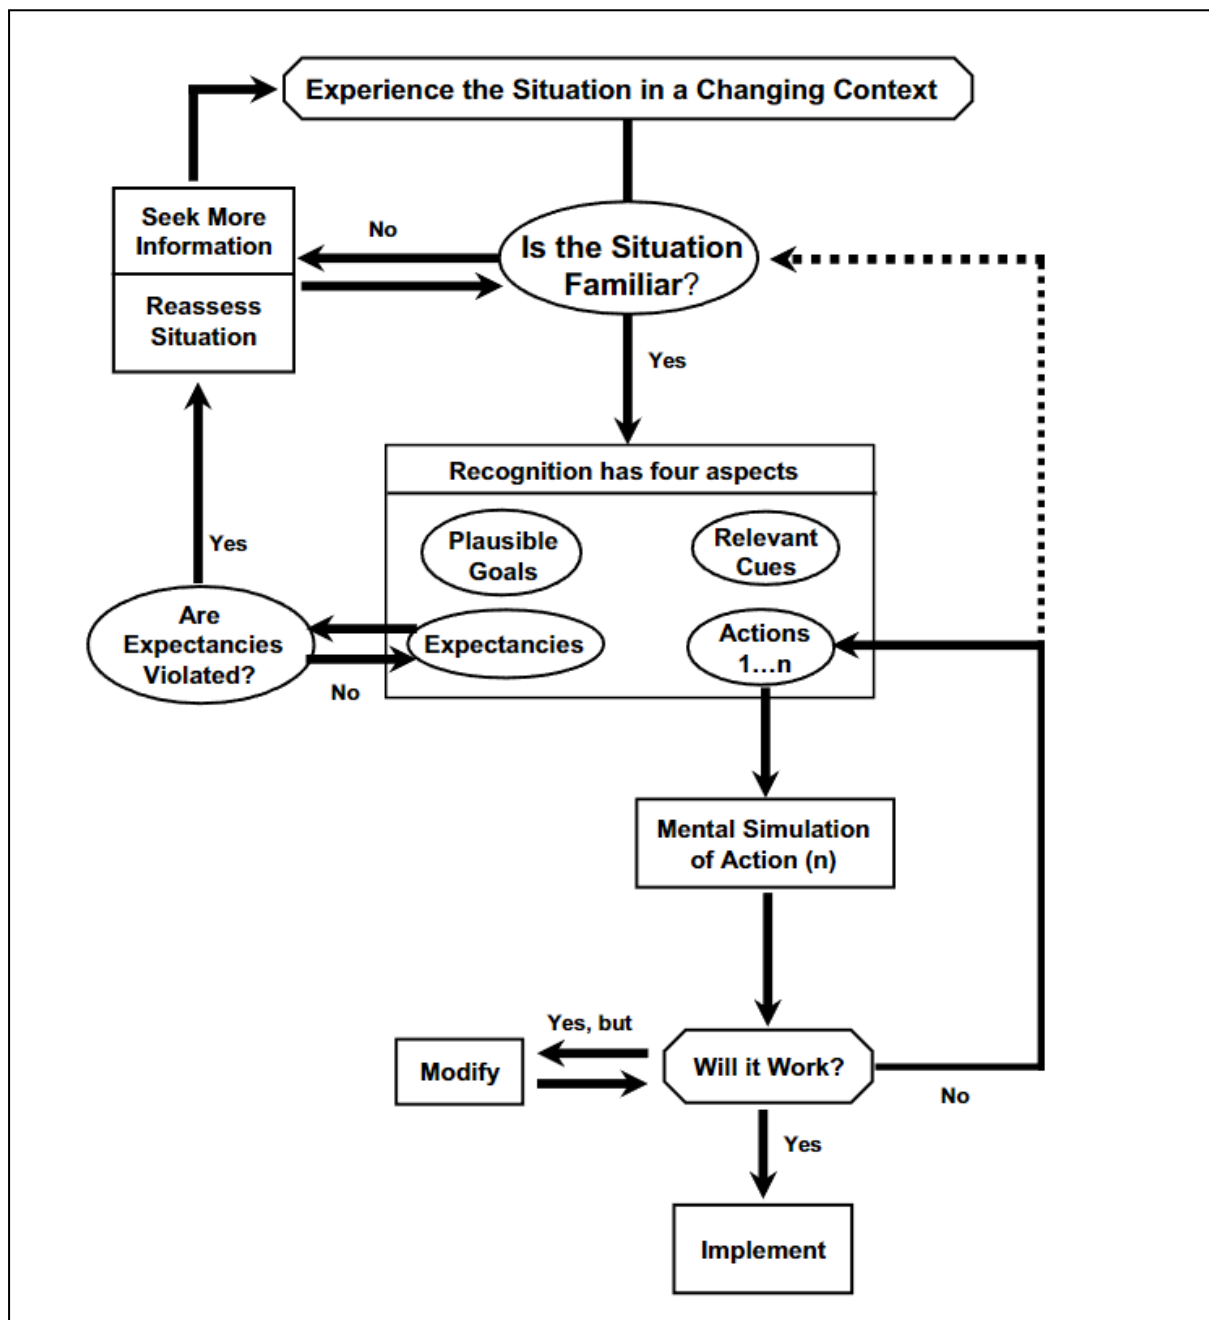 Experience the Situation in a Changing Context
Seek More
Information
Reassess
Situation
No
Is the Situation
Familiar?
Yes
Recognition has four aspects
Plausible
Goals
Relevant
Cues
Yes
Are
Expectancies
Violated?
No
Expectancies
Actions
1...n
Mental Simulation
of Action (n)
Yes, but
Modify
Will it Work?
No
Yes
Implement